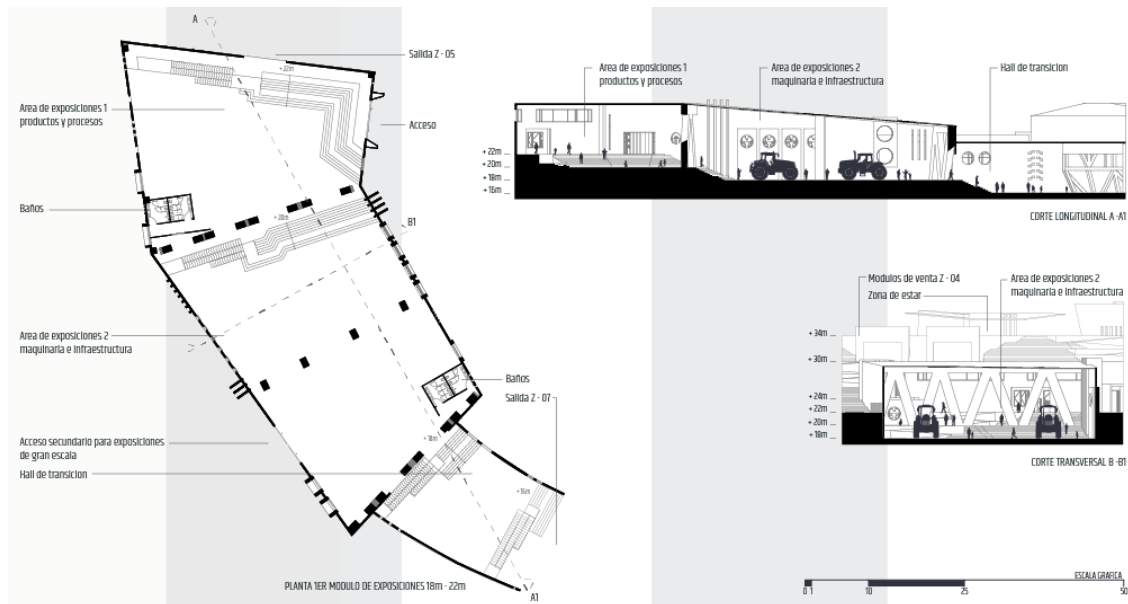 A
Salida Z - 05
+ 22m
Area de exposiciones 1
productos y procesos
Acceso
Baños
+ 20m
B1
Area de exposiciones 2
maquinaria e infraestructura
Baños
Salida Z - 07
Acceso secundario para exposiciones
de gran escala
+ 18m
Hall de transicion
+ 16m
PLANTA 1ER MODULO DE EXPOSICIONES 18m - 22m
A1
Area de exposiciones 1
productos y procesos
Area de exposiciones 2
maquinaria e infraestructura
Hall de transicion
+ 22m
+ 20m
+ 18m
+ 16m
CORTE LONGITUDINAL A -A1
Modulos de venta Z - 04
Zona de estar
Area de exposiciones 2
maquinaria e infraestructura
+ 34m
+ 30m
+ 24m
+ 22m
+ 20m
+ 18m
CORTE TRANSVERSAL B -B1
ESCALA GRAFICA
0 1 10 25 50